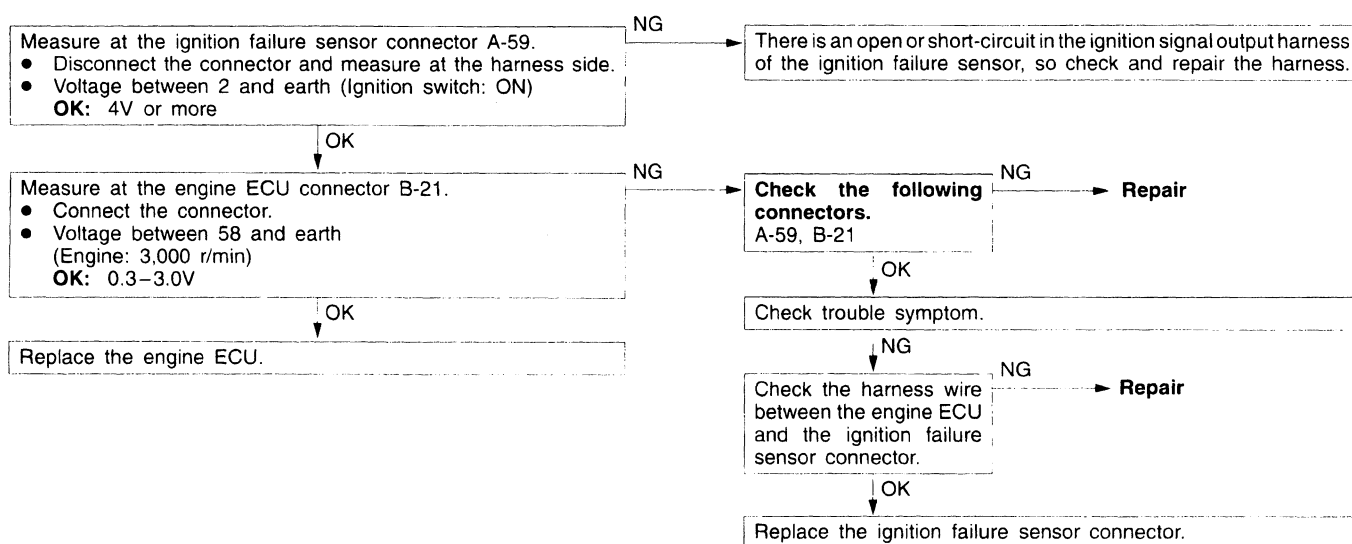 Measure at the ignition failure sensor connector A-59.
● Disconnect the connector and measure at the harness side.
● Voltage between 2 and earth (Ignition switch: ON)
OK: 4V or more
NG
There is an open or short-circuit in the ignition signal output harness
of the ignition failure sensor, so check and repair the harness.
OK
Measure at the engine ECU connector B-21.
● Connect the connector.
● Voltage between 58 and earth
(Engine: 3,000 r/min)
OK: 0.3–3.0V
NG
Check the following
connectors.
A-59, B-21
NG
Repair
OK
Replace the engine ECU.
OK
Check trouble symptom.
NG
Check the harness wire
between the engine ECU
and the ignition failure
sensor connector.
NG
Repair
OK
Replace the ignition failure sensor connector.